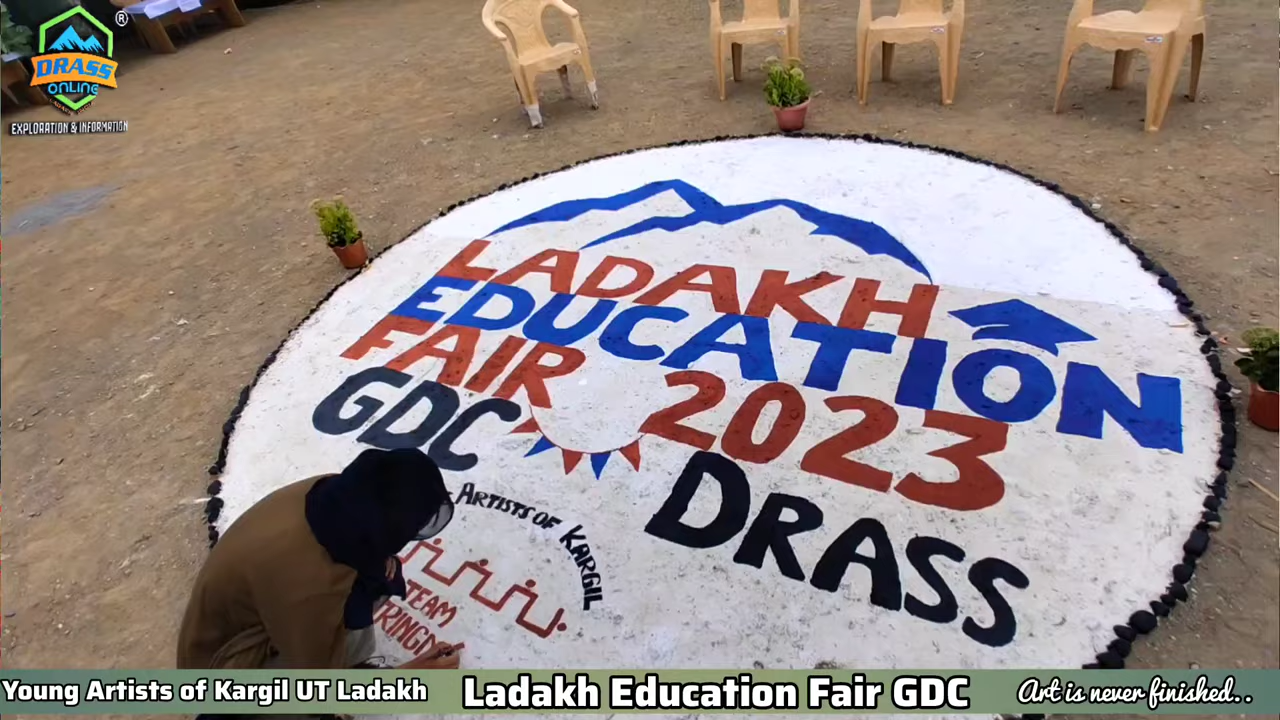 DRASS
ONLINE
®
EXPLORATION & INFORMATION
LADAKH
EDUCATION
FAIR 2023
GDC DRASS
ARTISTS OF KARGIL
TEAM
Young Artists of Kargil UT Ladakh
Ladakh Education Fair GDC
Art is never finished..